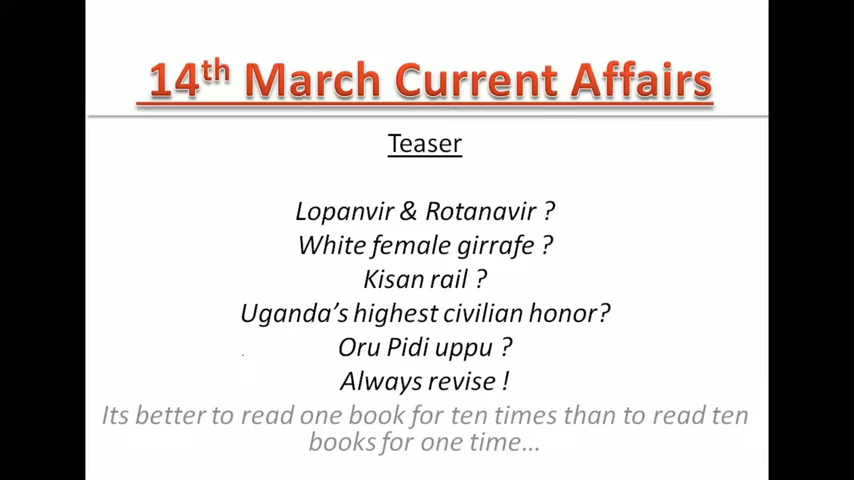 14th March Current Affairs
Teaser
Lopanvir & Rotanavir ?
White female girrafe ?
Kisan rail ?
Uganda's highest civilian honor?
Oru Pidi uppu ?
Always revise !
Its better to read one book for ten times than to read ten
books for one time...